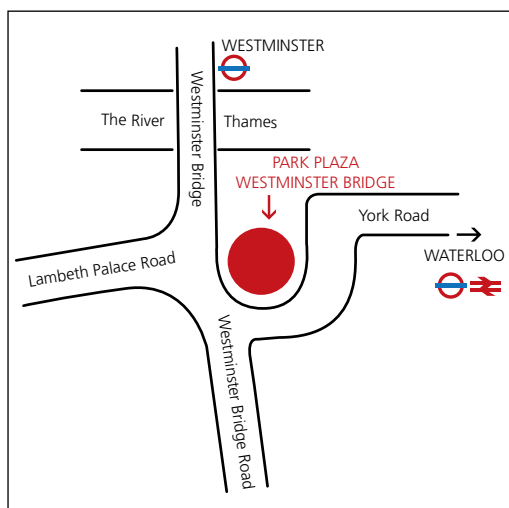 WESTMINSTER
Westminster Bridge
The River
Thames
PARK PLAZA
WESTMINSTER BRIDGE
York Road
WATERLOO
Lambeth Palace Road
Westminster Bridge Road